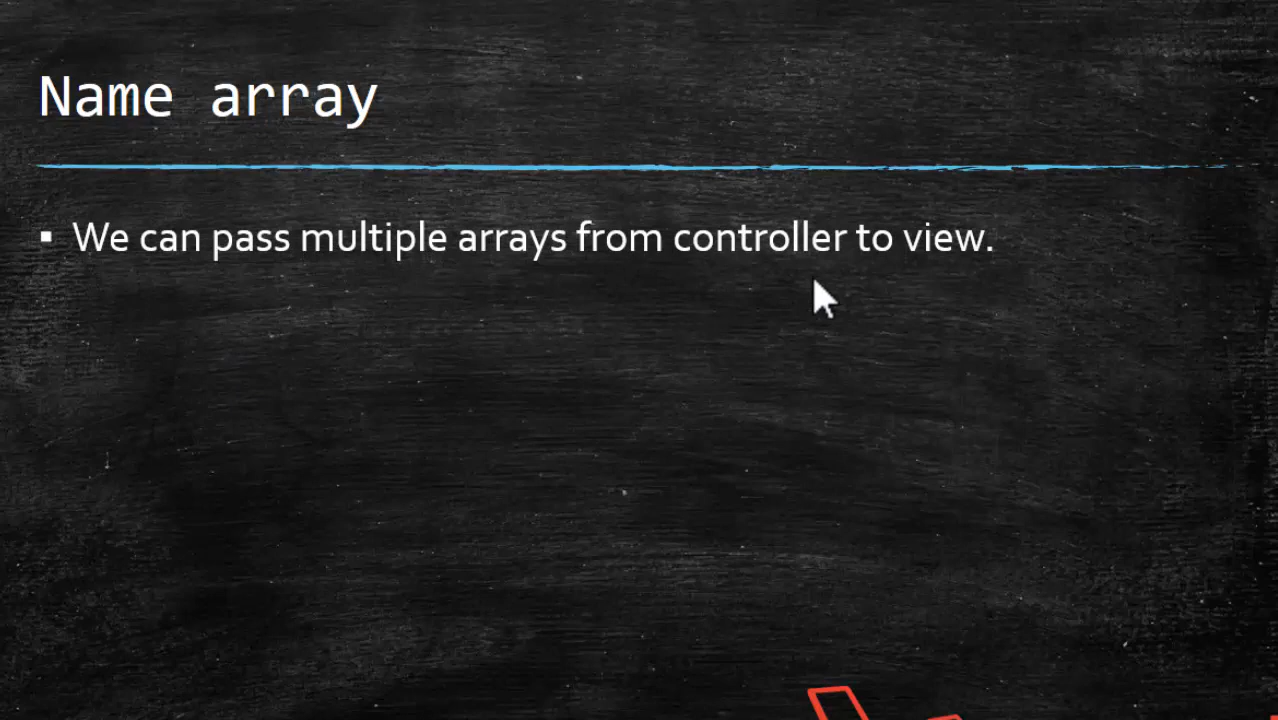 Name array
▪ We can pass multiple arrays from controller to view.